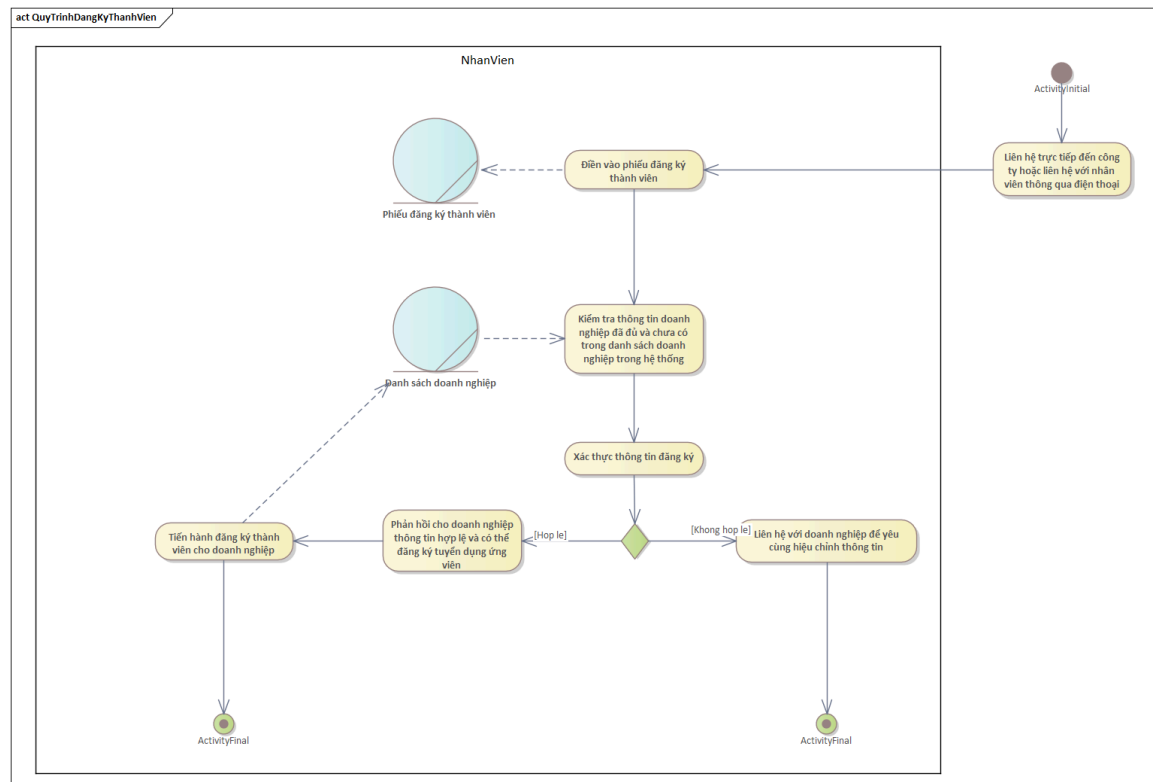 act QuyTrinhDangKyThanhVien
NhanVien
ActivityInitial
Liên hệ trực tiếp đến công
ty hoặc liên hệ với nhân
viên thông qua điện thoại
Điền vào phiếu đăng ký
thành viên
Phiếu đăng ký thành viên
Kiểm tra thông tin doanh
nghiệp đã đủ và chưa có
trong danh sách doanh
nghiệp trong hệ thống
Danh sách doanh nghiệp
Xác thực thông tin đăng ký
Tiến hành đăng ký thành
viên cho doanh nghiệp
Phản hồi cho doanh nghiệp
thông tin hợp lệ và có thể
đăng ký tuyển dụng ứng
viên
[Hop le]
[Khong hop le]
Liên hệ với doanh nghiệp để yêu
cùng hiệu chỉnh thông tin
ActivityFinal
ActivityFinal